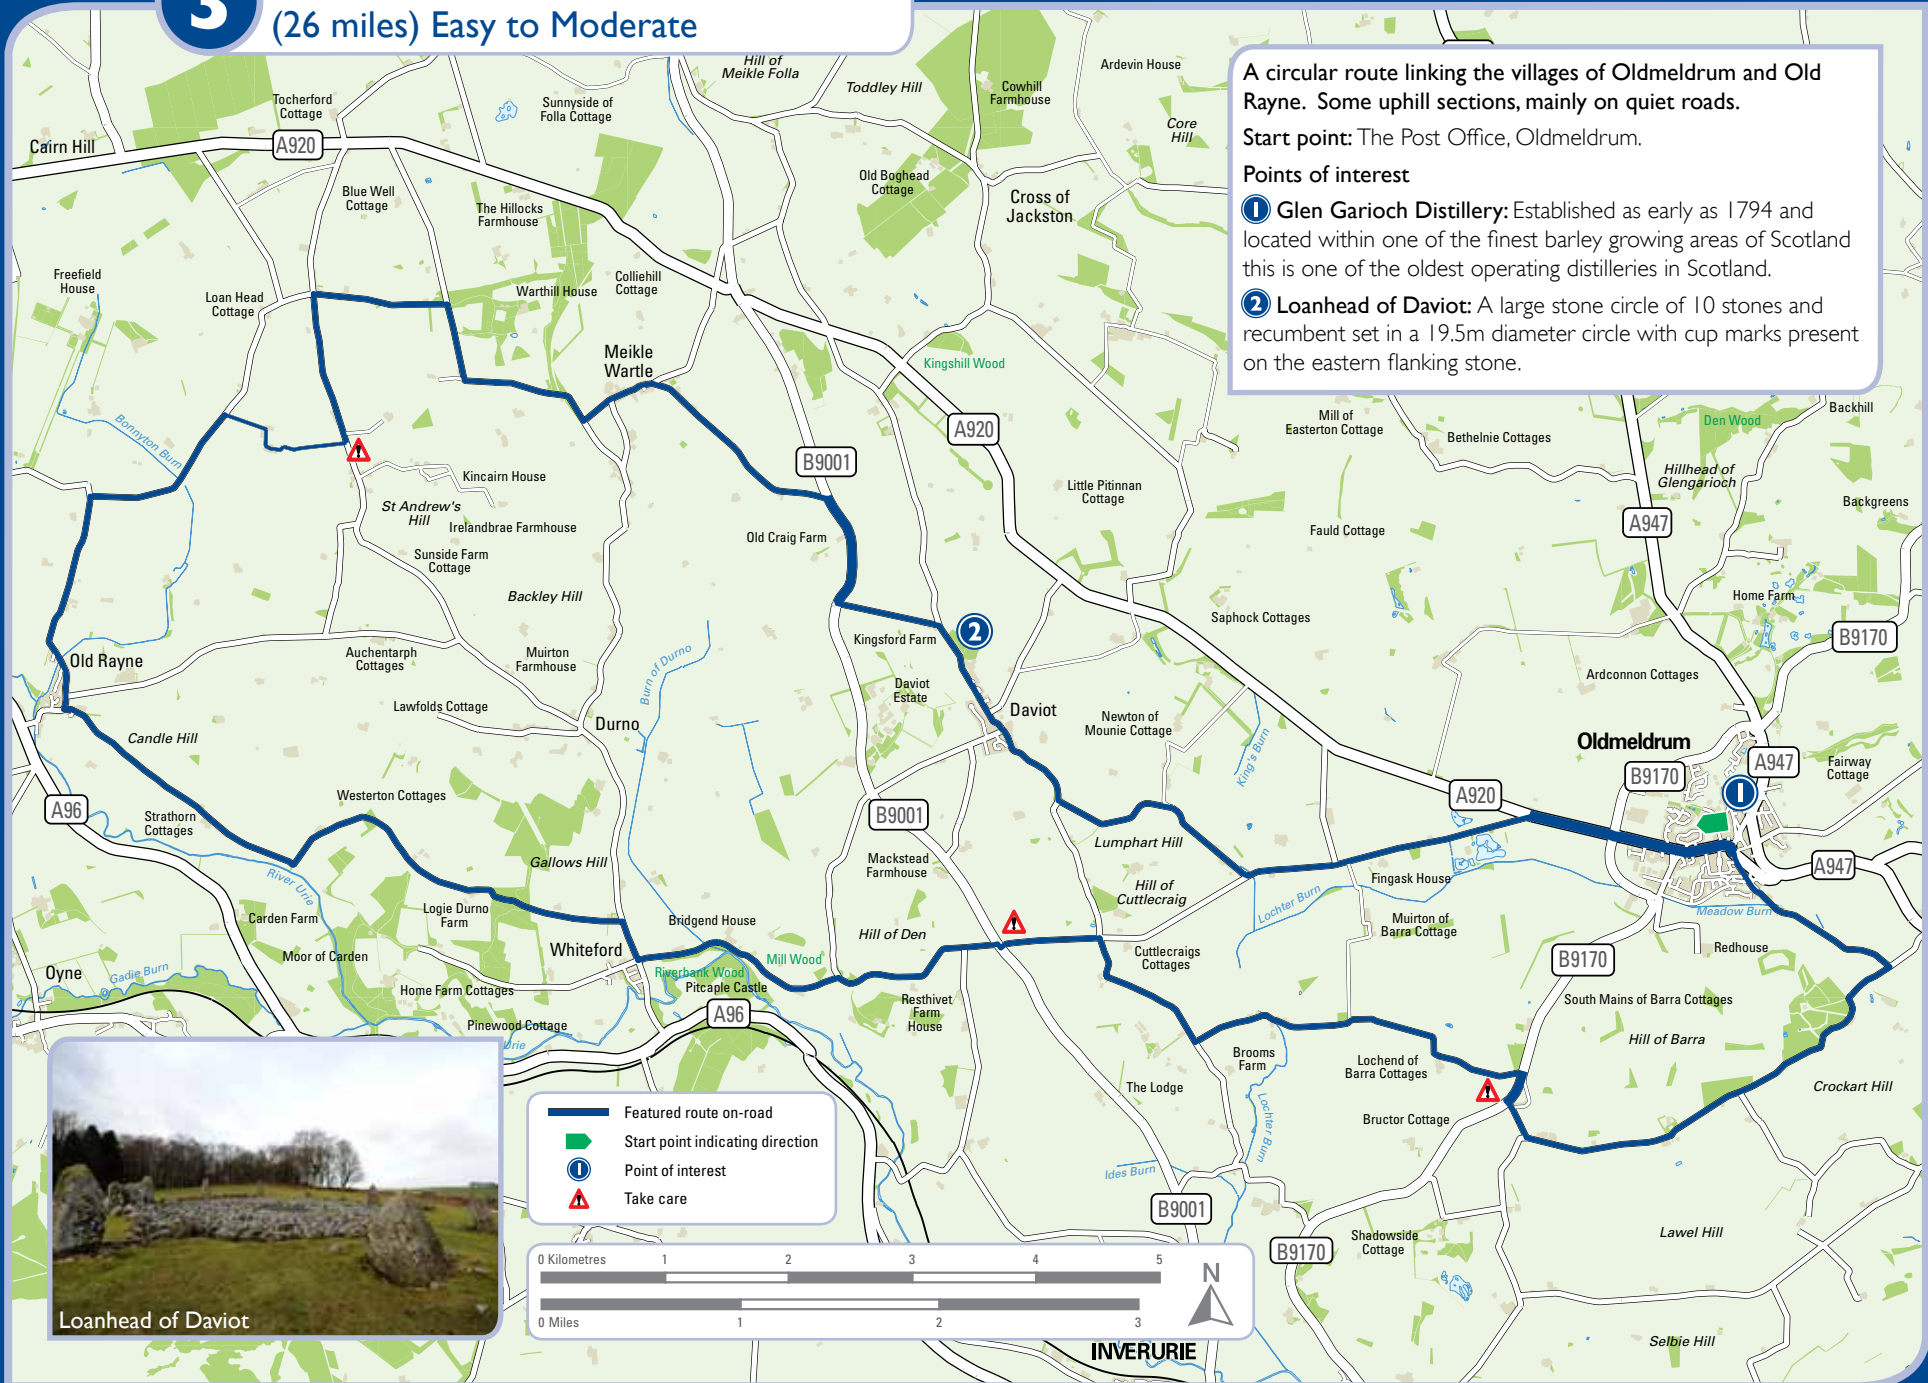 3
(26 miles) Easy to Moderate
A circular route linking the villages of Oldmeldrum and Old
Rayne. Some uphill sections, mainly on quiet roads.
Start point: The Post Office, Oldmeldrum.
Points of interest
1 Glen Garioch Distillery: Established as early as 1794 and
located within one of the finest barley growing areas of Scotland
this is one of the oldest operating distilleries in Scotland.
2 Loanhead of Daviot: A large stone circle of 10 stones and
recumbent set in a 19.5m diameter circle with cup marks present
on the eastern flanking stone.
Hill of
Meikle Folla
Toddley Hill
Cowhill
Farmhouse
Ardevin House
Core
Hill
Tocherford
Cottage
Sunnyside of
Folla Cottage
Cairn Hill
A920
Old Boghead
Cottage
Cross of
Jackston
Blue Well
Cottage
The Hillocks
Farmhouse
Freefield
House
Loan Head
Cottage
Warthill House
Colliehill
Cottage
Meikle
Wartle
Kingshill Wood
A920
B9001
Mill of
Easterton Cottage
Bethelnie Cottages
Den Wood
Backhill
Hillhead of
Glengarioch
Backgreens
A947
Bonnyton Burn
Kincairn House
St Andrew's
Hill
Irelandbrae Farmhouse
Sunside Farm
Cottage
Backley Hill
Old Craig Farm
Little Pitinnan
Cottage
Fauld Cottage
Home Farm
B9170
Saphock Cottages
Kingsford Farm
2
Old Rayne
Auchentarph
Cottages
Muirton
Farmhouse
Burn of Durno
Daviot
Estate
Ardconnon Cottages
Lawfolds Cottage
Durno
Daviot
Newton of
Mounie Cottage
King's Burn
Candle Hill
Oldmeldrum
B9170
A947
Fairway
Cottage
1
A920
Westerton Cottages
A96
Strathorn
Cottages
B9001
Lumphart Hill
Gallows Hill
Mackstead
Farmhouse
Hill of
Cuttlecraig
Fingask House
A947
River Urie
Lochter Burn
Meadow Burn
Carden Farm
Logie Durno
Farm
Bridgend House
Hill of Den
Muirton of
Barra Cottage
Redhouse
Moor of Carden
Whiteford
Mill Wood
Cuttlecraigs
Cottages
B9170
Oyne
Gadie Burn
Riverbank Wood
Pitcaple Castle
Home Farm Cottages
Resthivet
Farm
House
South Mains of Barra Cottages
Pinewood Cottage
A96
Urie
Hill of Barra
Brooms
Farm
Lochend of
Barra Cottages
The Lodge
Crockart Hill
Bructor Cottage
Lochter Burn
Ides Burn
B9001
Shadowside
Cottage
B9170
Lawel Hill
Selbie Hill
INVERURIE
Featured route on-road
Start point indicating direction
1 Point of interest
Take care
0 Kilometres 1 2 3 4 5
0 Miles 1 2 3
N
Loanhead of Daviot